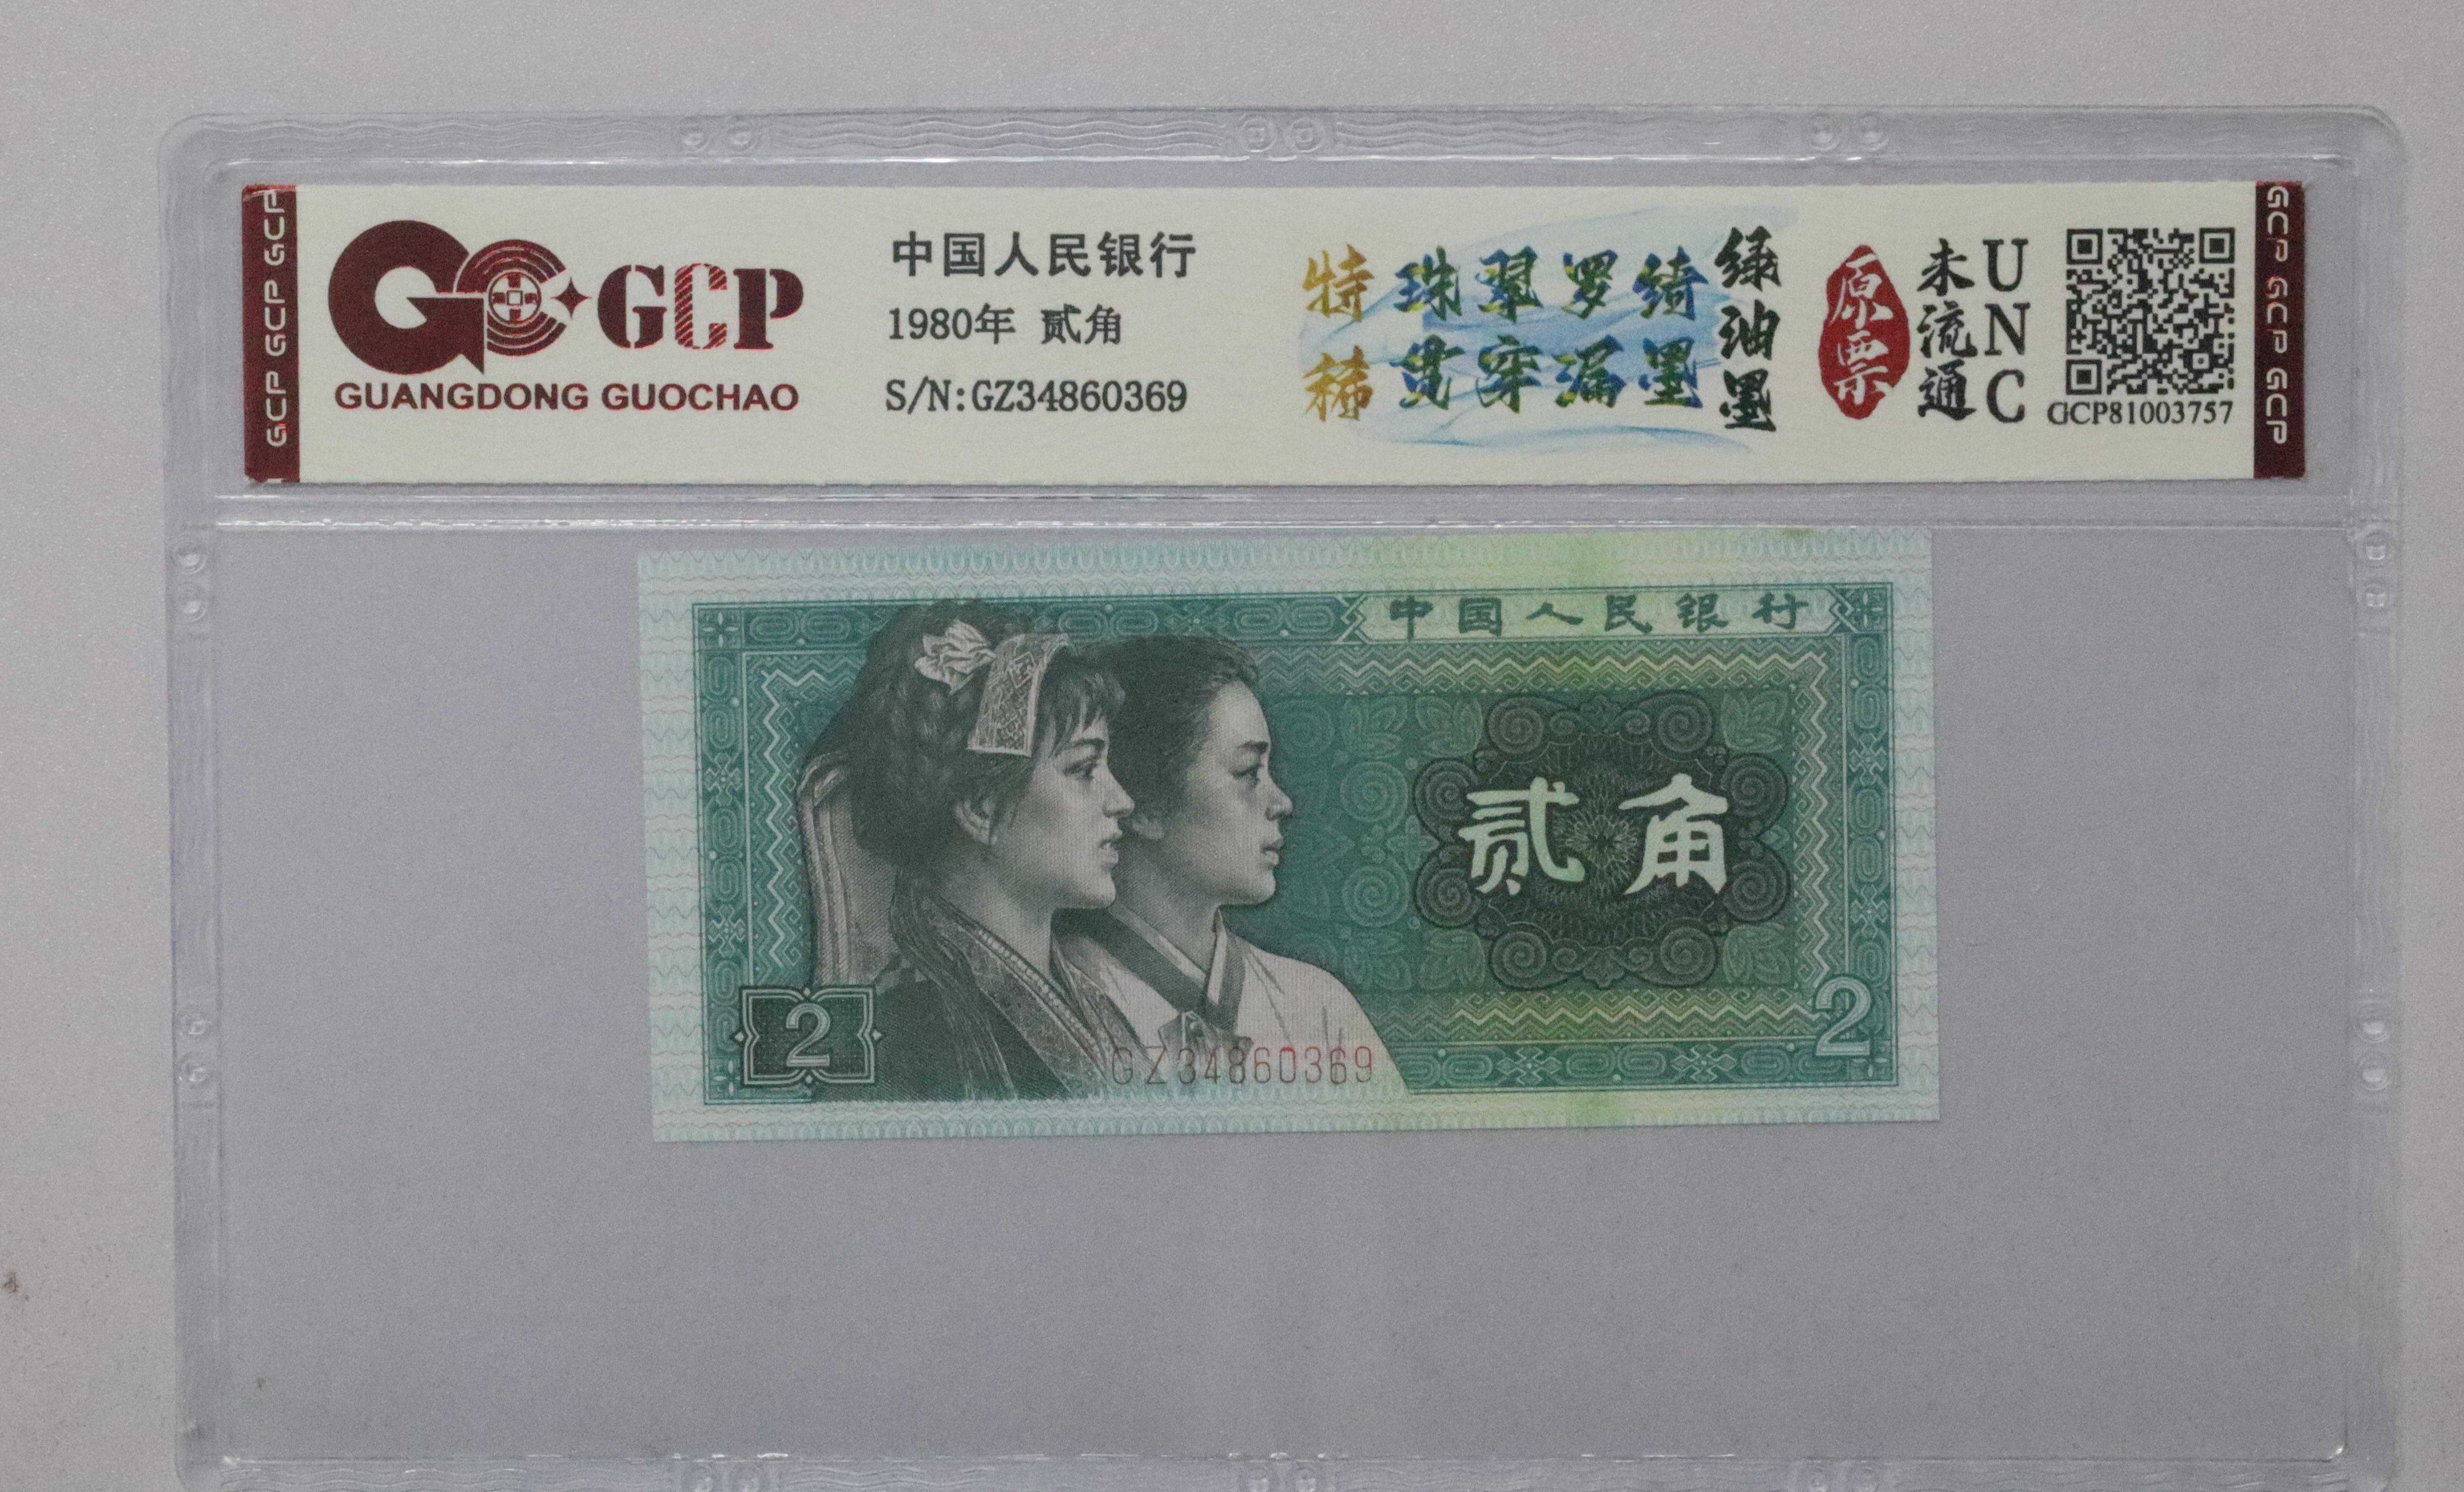 GCP GCP GCP
GCP
GUANGDONG GUOCHAO
中国人民银行
1980年 贰角
S/N:GZ34860369
特稀
珠翠罗绮
贯穿漏墨
绿油墨
原票
未流通
UNC
GCP81003757
GCP GCP GCP
中国人民银行
贰角
2
2
GZ34860369